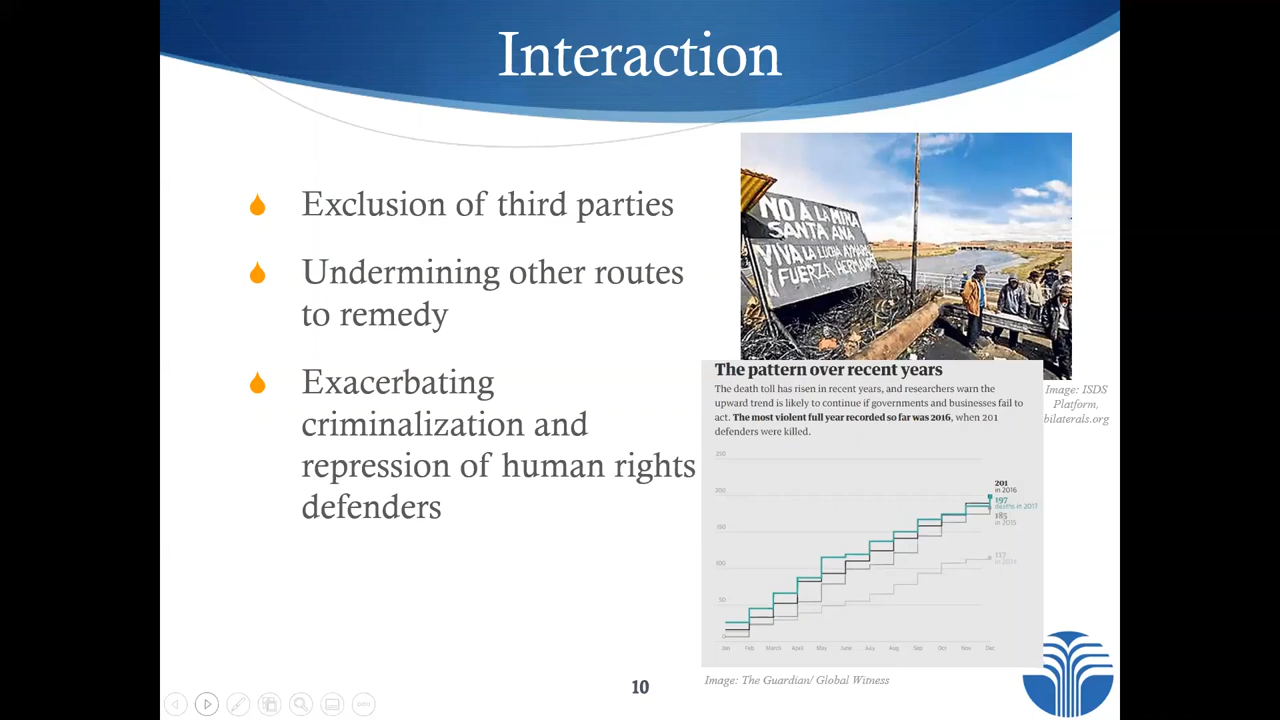 Interaction
Exclusion of third parties
Undermining other routes
to remedy
Exacerbating
criminalization and
repression of human rights
defenders
NO A LA MINA
SANTA ANA
VIVA LA LUCHA AYMARA
¡FUERZA HERMANOS
Image: ISDS
Platform,
bilaterals.org
The pattern over recent years
The death toll has risen in recent years, and researchers warn the
upward trend is likely to continue if governments and businesses fail to
act. The most violent full year recorded so far was 2016, when 201
defenders were killed.
250
200
150
100
50
0
201
in 2016
197
deaths in 2017
185
in 2015
117
Jan Feb March April May June July Aug Sep Oct Nov Dec
Image: The Guardian/ Global Witness
10